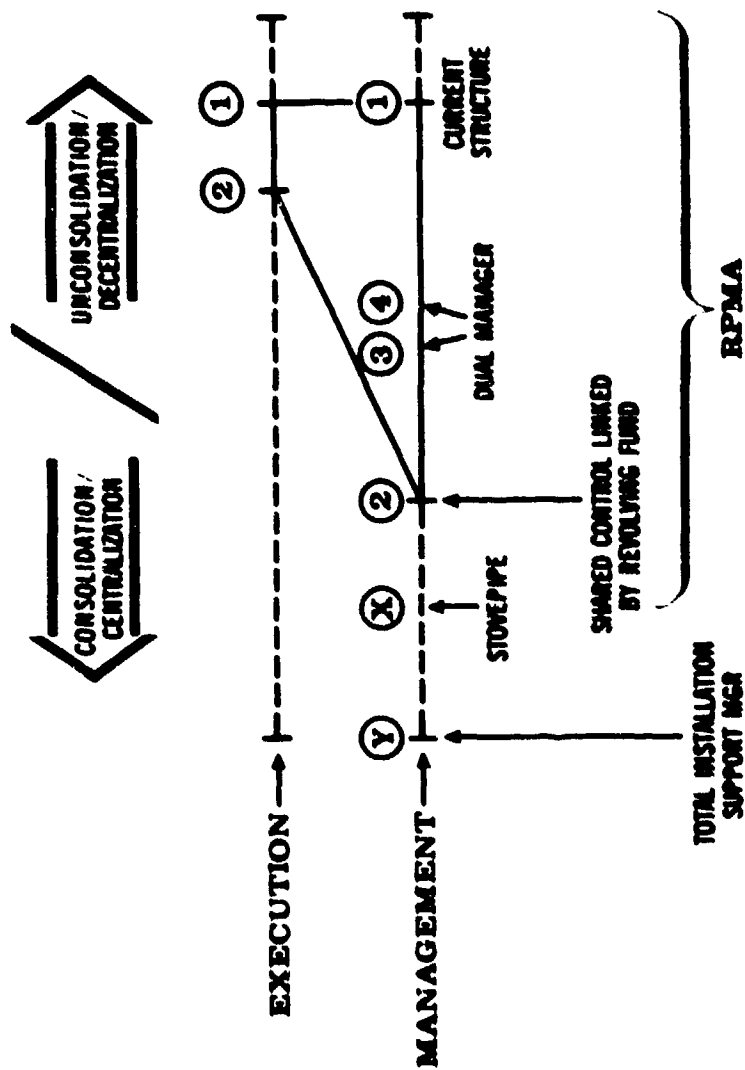 CONSOLIDATION/
CENTRALIZATION
UNCONSOLIDATION/
DECENTRALIZATION
EXECUTION
2
1
MANAGEMENT
Y
X
2
3
4
1
STOVEPIPE
DUAL MANAGER
CURRENT
STRUCTURE
SHARED CONTROL LINKED
BY REVOLVING FUND
TOTAL INSTALLATION
SUPPORT MGR
RPMA